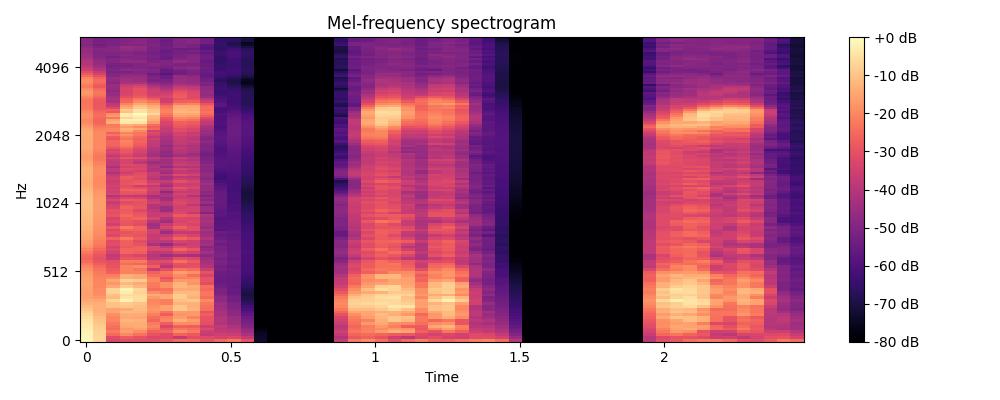 Mel-frequency spectrogram
Hz
4096
2048
1024
512
0
0 0.5 1 1.5 2
Time
+0 dB
-10 dB
-20 dB
-30 dB
-40 dB
-50 dB
-60 dB
-70 dB
-80 dB